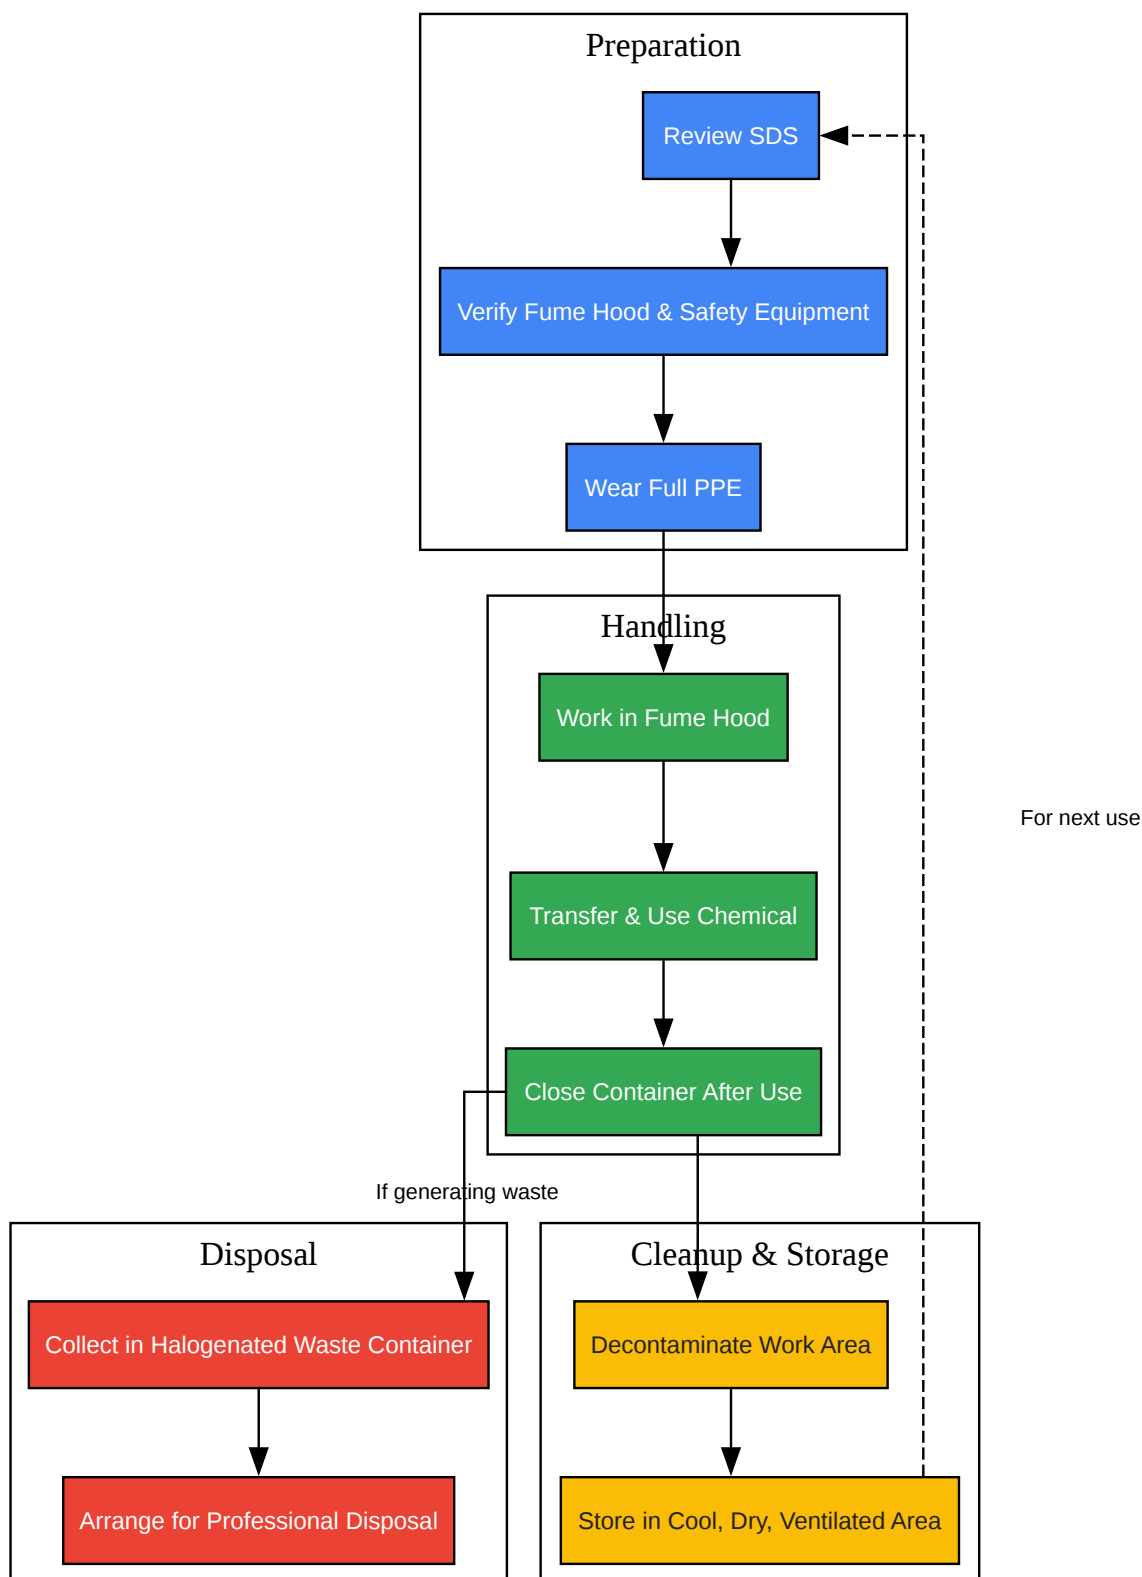 Preparation
Review SDS
Verify Fume Hood & Safety Equipment
Wear Full PPE
Handling
Work in Fume Hood
For next use
Transfer & Use Chemical
Close Container After Use
If generating waste
Disposal
Collect in Halogenated Waste Container
Arrange for Professional Disposal
Cleanup & Storage
Decontaminate Work Area
Store in Cool, Dry, Ventilated Area